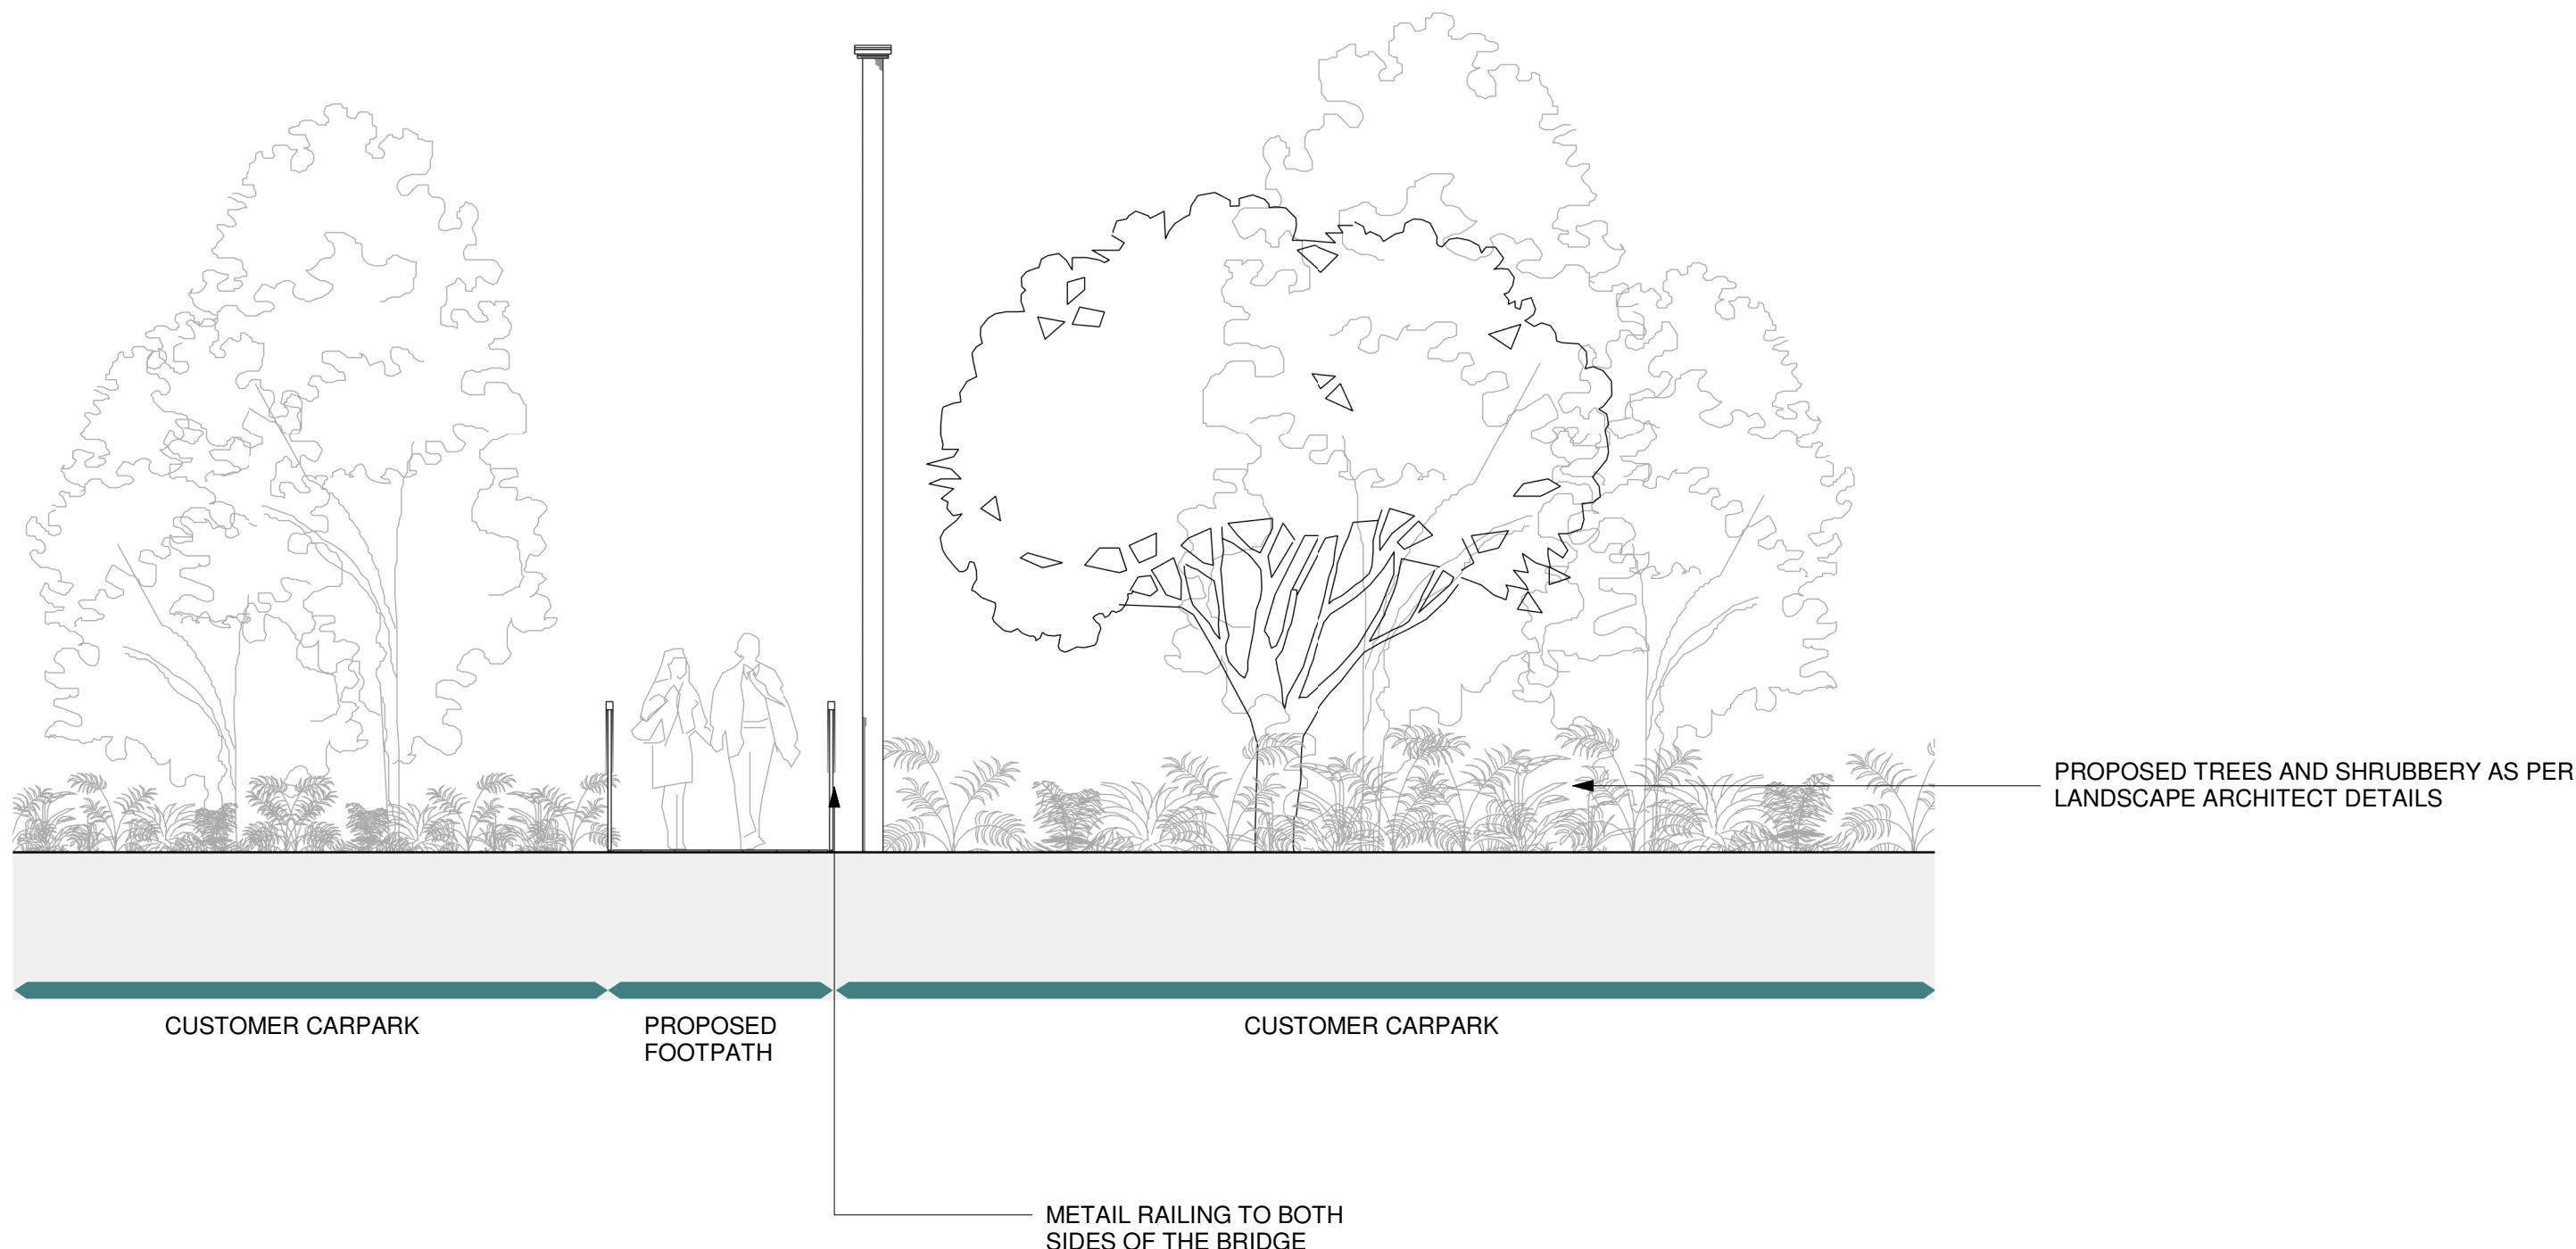 PROPOSED TREES AND SHRUBBERY AS PER
LANDSCAPE ARCHITECT DETAILS
CUSTOMER CARPARK
PROPOSED
FOOTPATH
CUSTOMER CARPARK
METAIL RAILING TO BOTH
SIDES OF THE BRIDGE